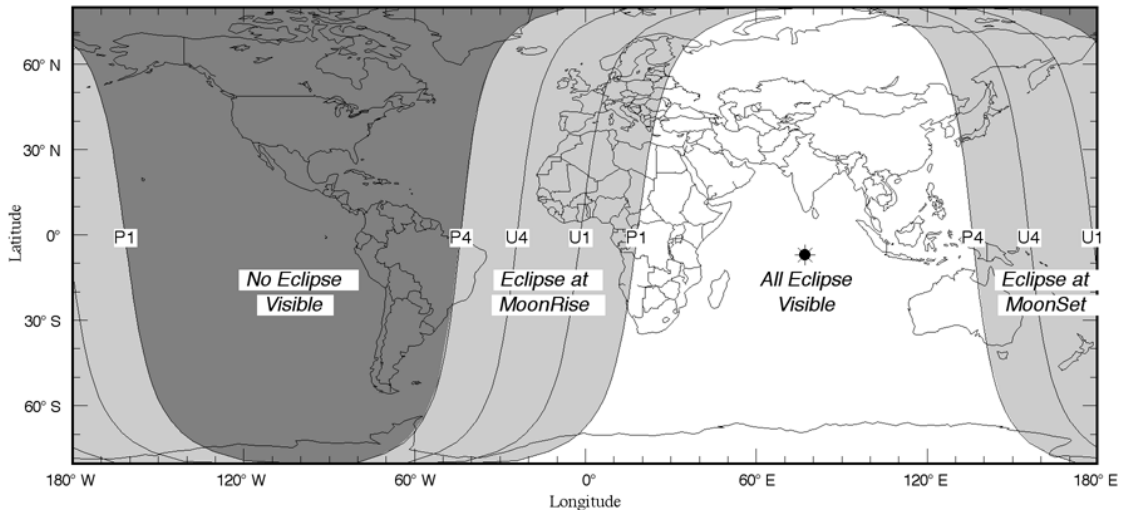 60° N
30° N
0°
30° S
60° S
Latitude
P1
P4
U4
U1
P1
P4
U4
U1
No Eclipse
Visible
Eclipse at
MoonRise
All Eclipse
Visible
Eclipse at
MoonSet
180° W
120° W
60° W
0°
60° E
120° E
180° E
Longitude